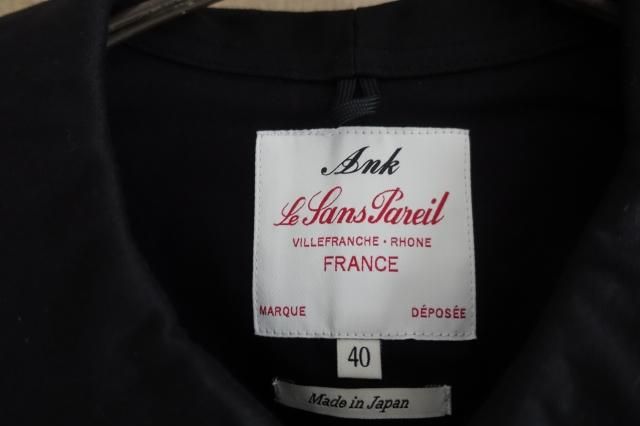 Ank
Le Sans Pareil
VILLEFRANCHE • RHONE
FRANCE
MARQUE DÉPOSÉE
40
Made in Japan